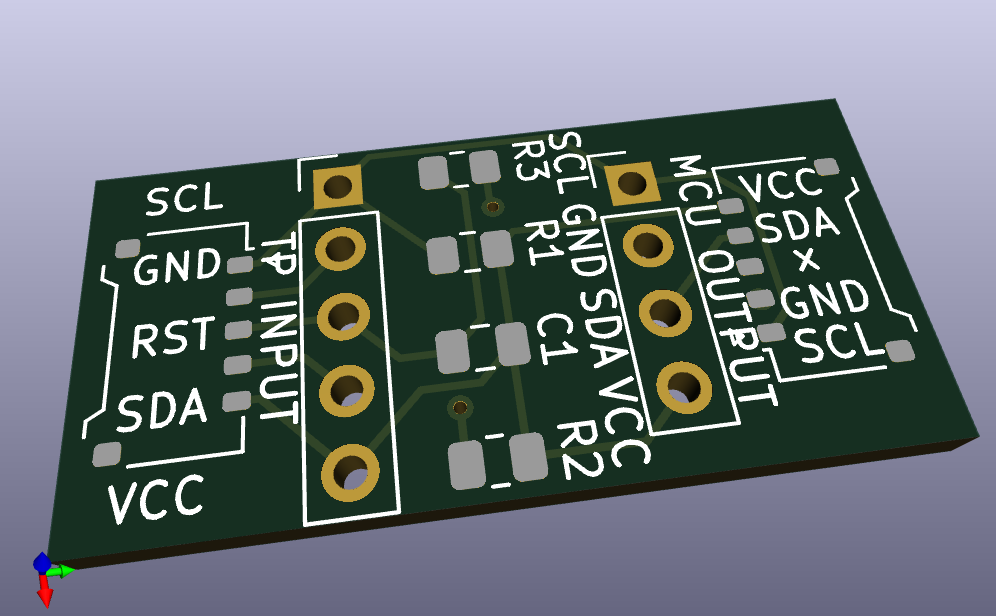 SCL
GND
RST
SDA
VCC
TP INPUT
R3
R1
C1
R2
SCL GND SDA VCC
MCU OUTPUT
VCC
SDA
X
GND
SCL